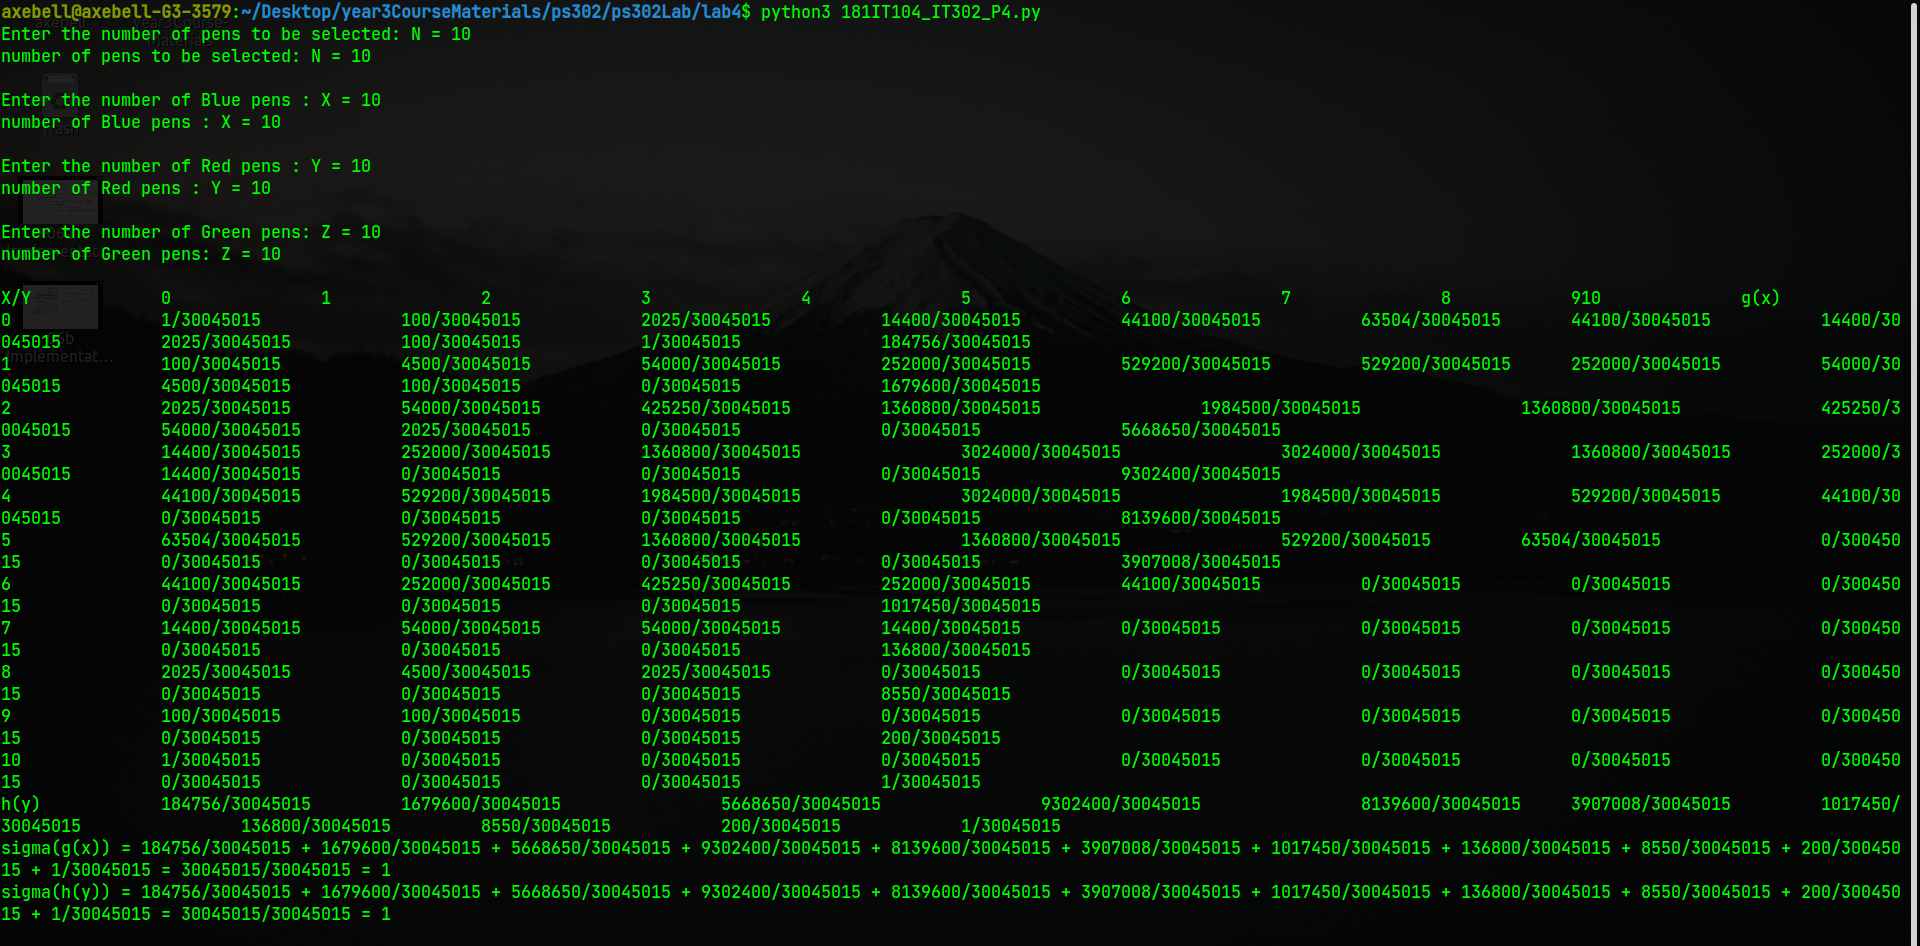 axebell@axebell-G3-3579:~/Desktop/year3CourseMaterials/ps302/ps302Lab/lab4$ python3 181IT104_IT302_P4.py
Enter the number of pens to be selected: N = 10
number of pens to be selected: N = 10
Enter the number of Blue pens : X = 10
number of Blue pens : X = 10
Enter the number of Red pens : Y = 10
number of Red pens : Y = 10
Enter the number of Green pens: Z = 10
number of Green pens: Z = 10
X/Y 0 1 2 3 4 5 6 7 8 910 g(x)
0 1/30045015 100/30045015 2025/30045015 14400/30045015 44100/30045015 63504/30045015 44100/30045015 14400/30
045015 2025/30045015 100/30045015 1/30045015 184756/30045015
1 100/30045015 4500/30045015 54000/30045015 252000/30045015 529200/30045015 529200/30045015 252000/30045015 54000/30
045015 4500/30045015 100/30045015 0/30045015 1679600/30045015
2 2025/30045015 54000/30045015 425250/30045015 1360800/30045015 1984500/30045015 1360800/30045015 425250/3
0045015 54000/30045015 2025/30045015 0/30045015 0/30045015 5668650/30045015
3 14400/30045015 252000/30045015 1360800/30045015 3024000/30045015 3024000/30045015 1360800/30045015 252000/3
0045015 14400/30045015 0/30045015 0/30045015 0/30045015 9302400/30045015
4 44100/30045015 529200/30045015 1984500/30045015 3024000/30045015 1984500/30045015 529200/30045015 44100/30
045015 0/30045015 0/30045015 0/30045015 0/30045015 8139600/30045015
5 63504/30045015 529200/30045015 1360800/30045015 1360800/30045015 529200/30045015 63504/30045015 0/300450
15 0/30045015 0/30045015 0/30045015 0/30045015 3907008/30045015
6 44100/30045015 252000/30045015 425250/30045015 252000/30045015 44100/30045015 0/30045015 0/30045015 0/300450
15 0/30045015 0/30045015 0/30045015 1017450/30045015
7 14400/30045015 54000/30045015 54000/30045015 14400/30045015 0/30045015 0/30045015 0/30045015 0/300450
15 0/30045015 0/30045015 0/30045015 136800/30045015
8 2025/30045015 4500/30045015 2025/30045015 0/30045015 0/30045015 0/30045015 0/30045015 0/300450
15 0/30045015 0/30045015 0/30045015 8550/30045015
9 100/30045015 100/30045015 0/30045015 0/30045015 0/30045015 0/30045015 0/30045015 0/300450
15 0/30045015 0/30045015 0/30045015 200/30045015
10 1/30045015 0/30045015 0/30045015 0/30045015 0/30045015 0/30045015 0/30045015 0/300450
15 0/30045015 0/30045015 0/30045015 1/30045015
h(y) 184756/30045015 1679600/30045015 5668650/30045015 9302400/30045015 8139600/30045015 3907008/30045015 1017450/
30045015 136800/30045015 8550/30045015 200/30045015 1/30045015
sigma(g(x)) = 184756/30045015 + 1679600/30045015 + 5668650/30045015 + 9302400/30045015 + 8139600/30045015 + 3907008/30045015 + 1017450/30045015 + 136800/30045015 + 8550/30045015 + 200/300450
15 + 1/30045015 = 30045015/30045015 = 1
sigma(h(y)) = 184756/30045015 + 1679600/30045015 + 5668650/30045015 + 9302400/30045015 + 8139600/30045015 + 3907008/30045015 + 1017450/30045015 + 136800/30045015 + 8550/30045015 + 200/300450
15 + 1/30045015 = 30045015/30045015 = 1